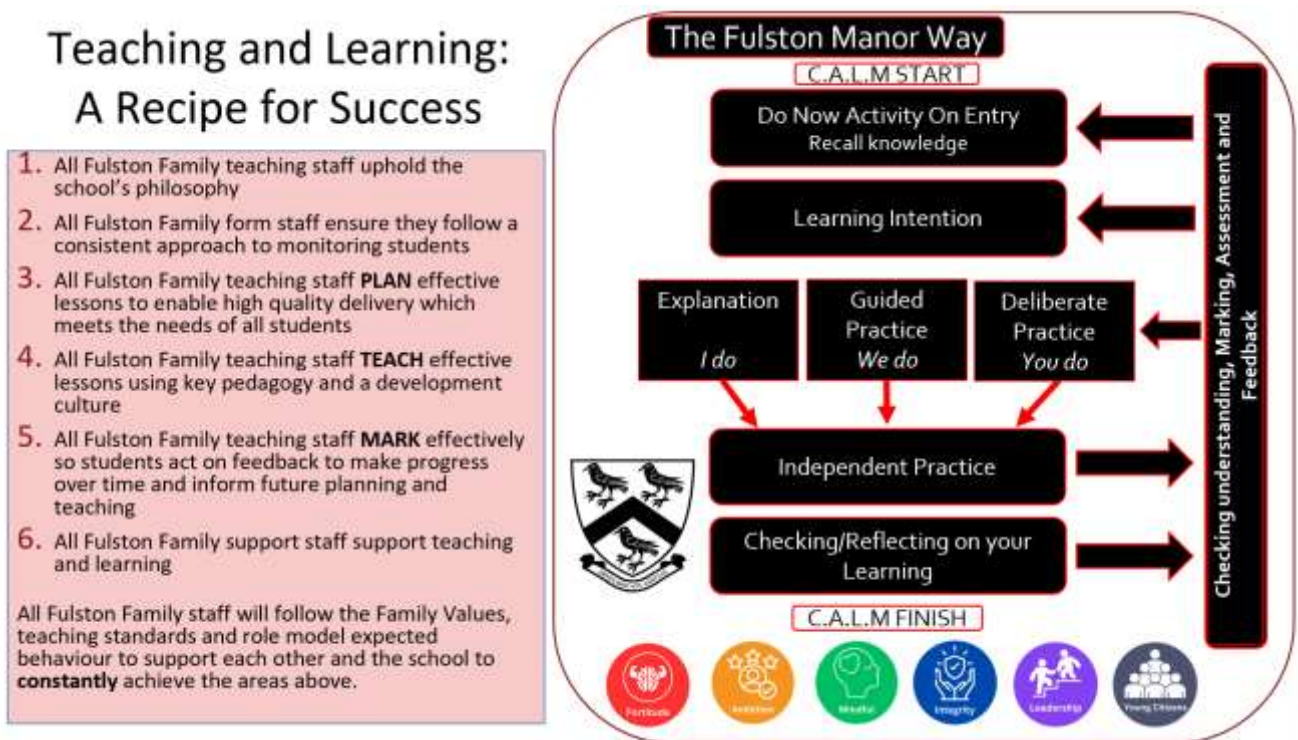 Teaching and Learning:
A Recipe for Success
1. All Fulston Family teaching staff uphold the
school's philosophy
2. All Fulston Family form staff ensure they follow a
consistent approach to monitoring students
3. All Fulston Family teaching staff PLAN effective
lessons to enable high quality delivery which
meets the needs of all students
4. All Fulston Family teaching staff TEACH effective
lessons using key pedagogy and a development
culture
5. All Fulston Family teaching staff MARK effectively
so students act on feedback to make progress
over time and inform future planning and
teaching
6. All Fulston Family support staff support teaching
and learning
All Fulston Family staff will follow the Family Values,
teaching standards and role model expected
behaviour to support each other and the school to
constantly achieve the areas above.
The Fulston Manor Way
C.A.L.M START
Do Now Activity On Entry
Recall knowledge
Learning Intention
Explanation
I do
Guided
Practice
We do
Deliberate
Practice
You do
Independent Practice
Checking/Reflecting on your
Learning
C.A.L.M FINISH
Checking understanding, Marking, Assessment and
Feedback
Fortitude
Ambition
Mindful
Integrity
Leadership
Young Citizens